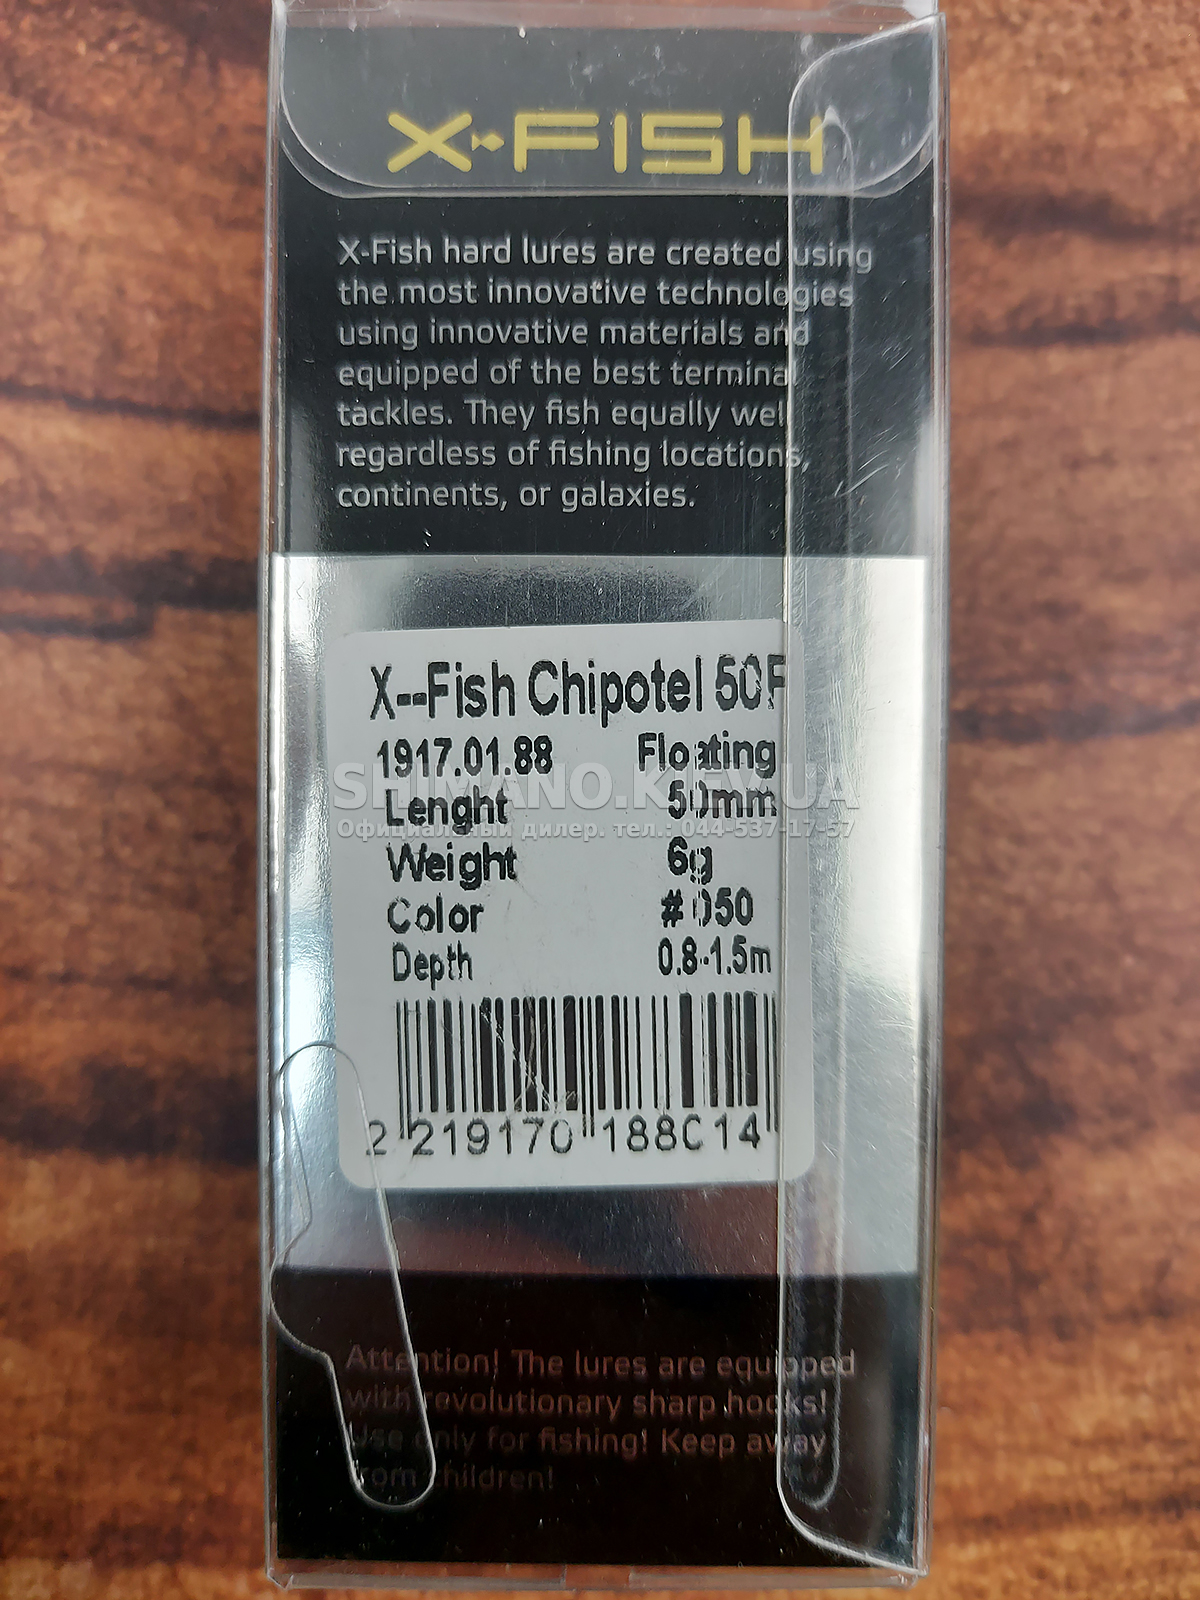 X-FISH
X-Fish hard lures are created using
the most innovative technologies
using innovative materials and
equipped of the best terminal
tackles. They fish equally well
regardless of fishing locations,
continents, or galaxies.
X--Fish Chipotel 50F
1917.01.88 Floating
SHIMANO.KIEV.UA
Lenght 50mm
Официальный дилер. тел.: 044-537-17-57
Weight 6g
Color #050
Depth 0.8-1.5m
2 219170 188014
Attention! The lures are equipped
with revolutionary sharp hooks!
Use only for fishing! Keep away
from children!